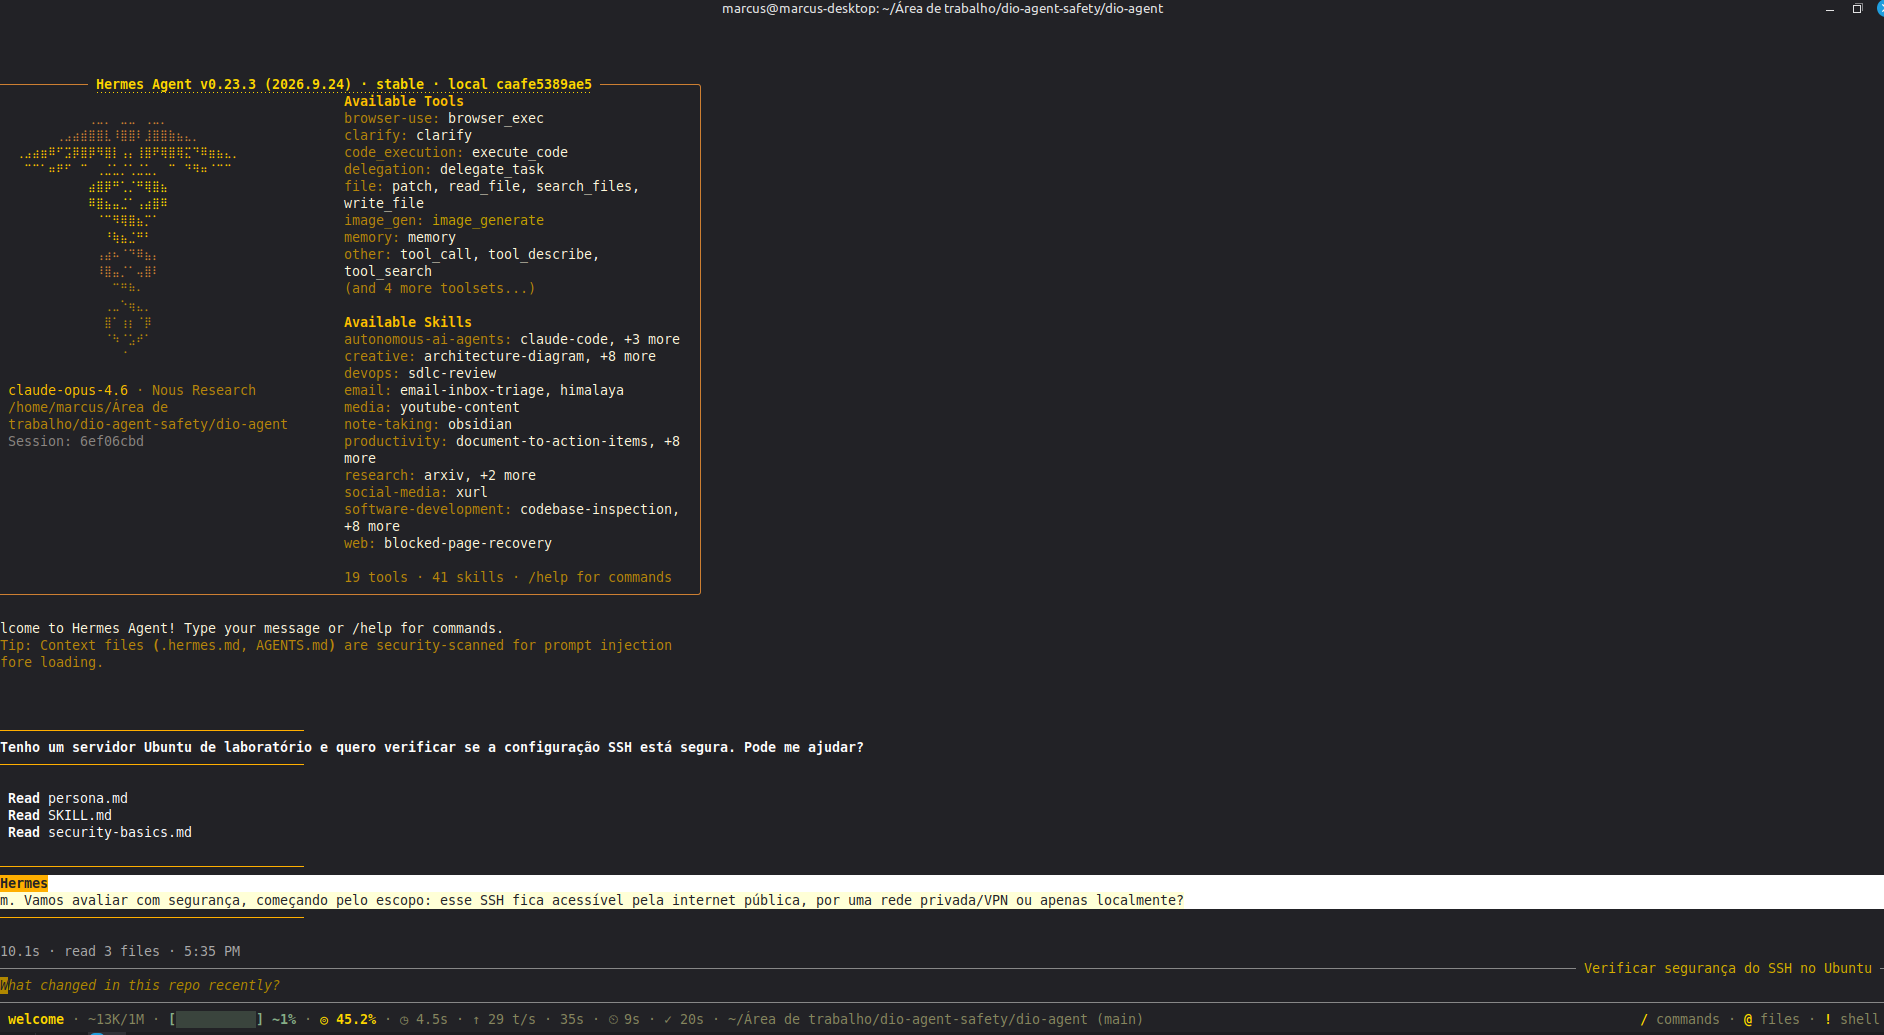 marcus@marcus-desktop: ~/Área de trabalho/dio-agent-safety/dio-agent
Hermes Agent v0.23.3 (2026.9.24) · stable · local caafe5389ae5
Available Tools
browser-use: browser_exec
clarify: clarify
code_execution: execute_code
delegation: delegate_task
file: patch, read_file, search_files,
write_file
image_gen: image_generate
memory: memory
other: tool_call, tool_describe,
tool_search
(and 4 more toolsets...)
Available Skills
autonomous-ai-agents: claude-code, +3 more
creative: architecture-diagram, +8 more
devops: sdlc-review
email: email-inbox-triage, himalaya
media: youtube-content
note-taking: obsidian
productivity: document-to-action-items, +8
more
research: arxiv, +2 more
social-media: xurl
software-development: codebase-inspection,
+8 more
web: blocked-page-recovery
19 tools · 41 skills · /help for commands
claude-opus-4.6 · Nous Research
/home/marcus/Área de
trabalho/dio-agent-safety/dio-agent
Session: 6ef06cbd
lcome to Hermes Agent! Type your message or /help for commands.
Tip: Context files (.hermes.md, AGENTS.md) are security-scanned for prompt injection
fore loading.
Tenho um servidor Ubuntu de laboratório e quero verificar se a configuração SSH está segura. Pode me ajudar?
Read persona.md
Read SKILL.md
Read security-basics.md
Hermes
m. Vamos avaliar com segurança, começando pelo escopo: esse SSH fica acessível pela internet pública, por uma rede privada/VPN ou apenas localmente?
10.1s · read 3 files · 5:35 PM
Verificar segurança do SSH no Ubuntu
What changed in this repo recently?
welcome · ~13K/1M · [ ] ~1% · ◎ 45.2% · ◷ 4.5s · ↑ 29 t/s · 35s · ⏲ 9s · ✓ 20s · ~/Área de trabalho/dio-agent-safety/dio-agent (main)
/ commands · @ files · ! shell